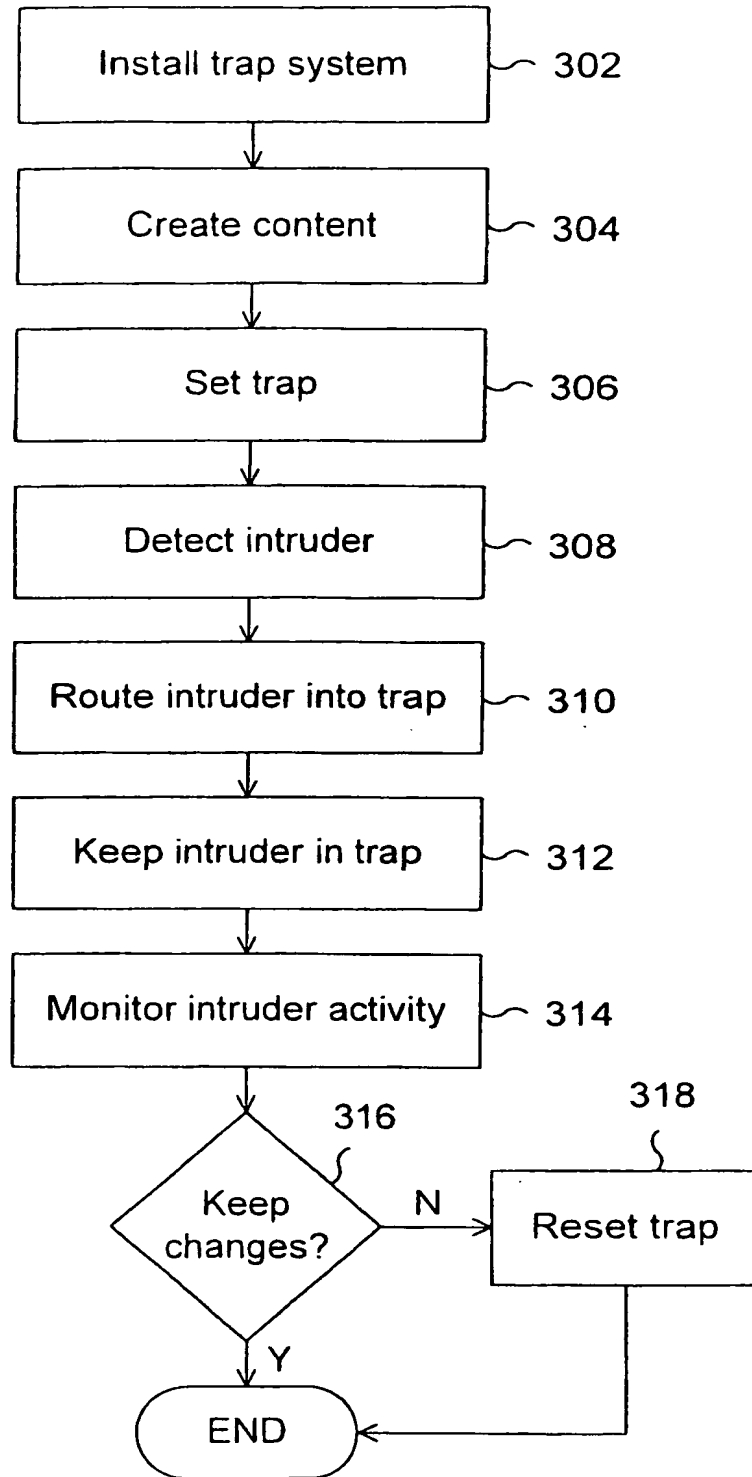 Install trap system
302
Create content
304
Set trap
306
Detect intruder
308
Route intruder into trap
310
Keep intruder in trap
312
Monitor intruder activity
314
316
318
Keep
changes?
N
Reset trap
Y
END